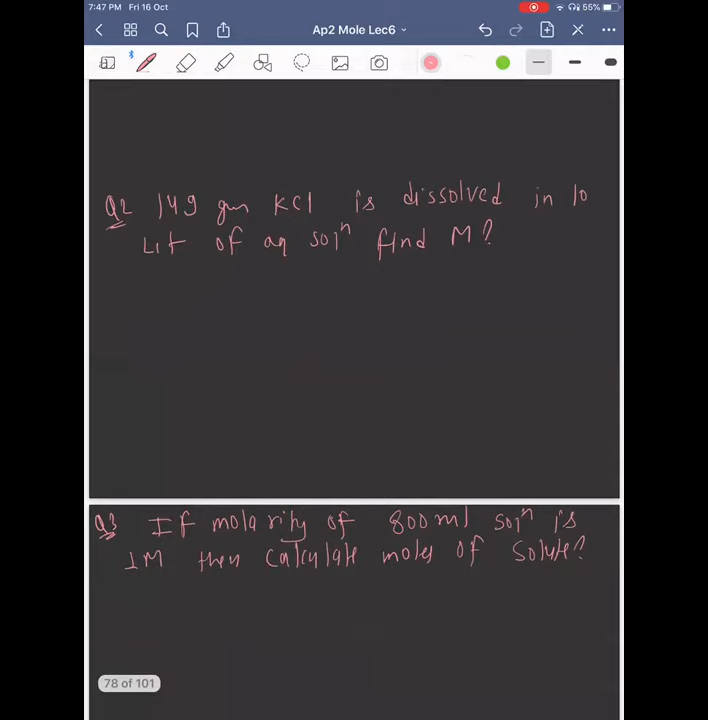 7:47 PM Fri 16 Oct
55%
Ap2 Mole Lec6
Q2 149 gm KCl is dissolved in 10
Lit of aq solⁿ find M?
Q3 If molarity of 800ml solⁿ is
1M then calculate moles of solute?
78 of 101